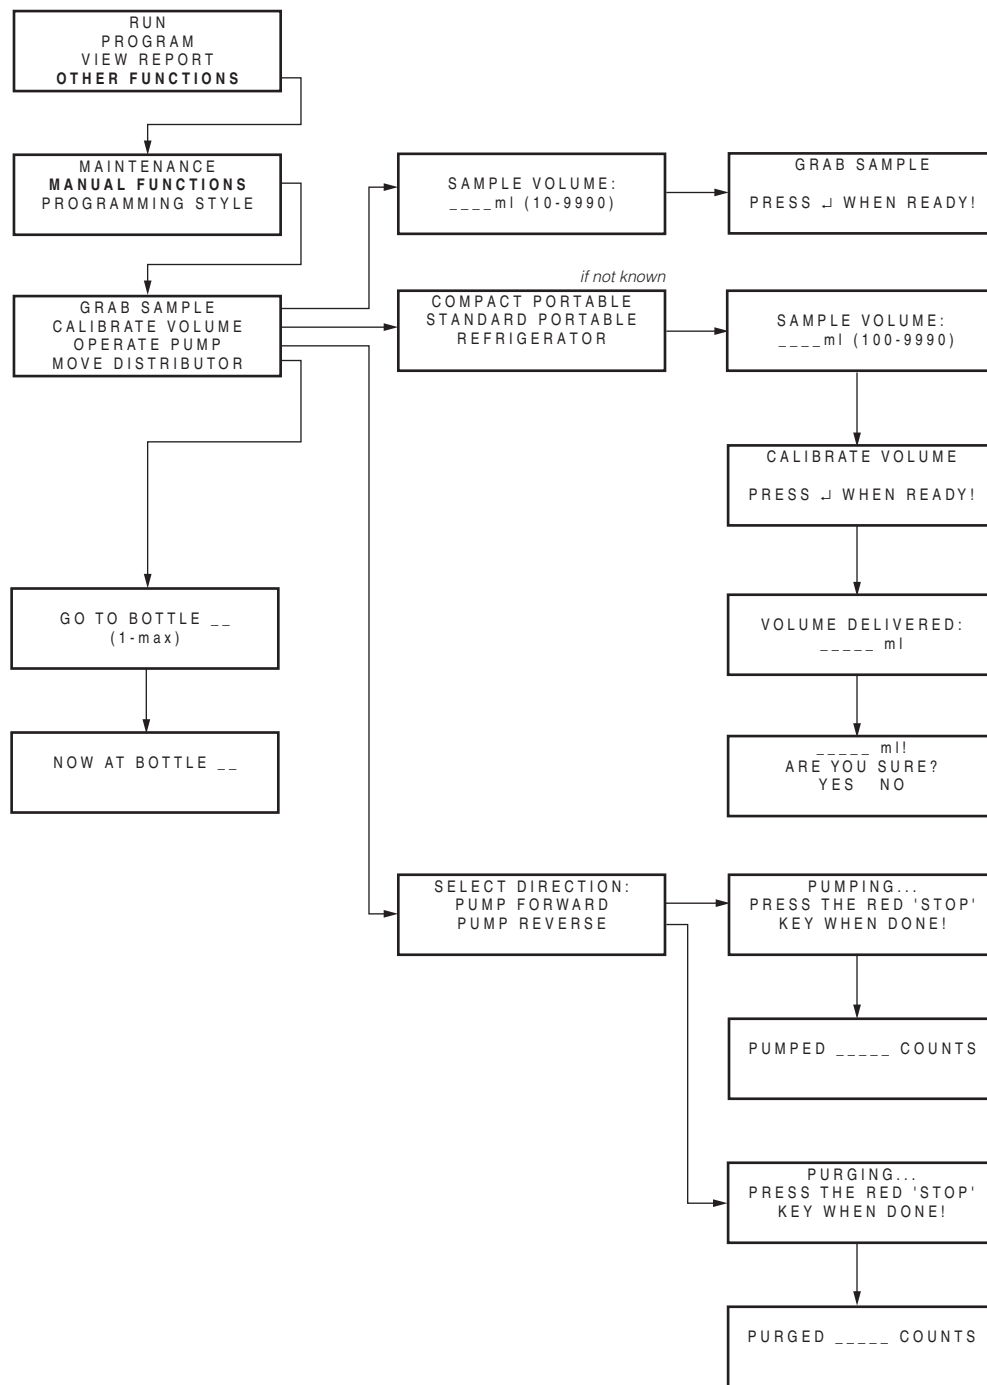 RUN
PROGRAM
VIEW REPORT
OTHER FUNCTIONS
MAINTENANCE
MANUAL FUNCTIONS
PROGRAMMING STYLE
SAMPLE VOLUME:
____ml (10-9990)
GRAB SAMPLE
PRESS ↵ WHEN READY!
if not known
GRAB SAMPLE
CALIBRATE VOLUME
OPERATE PUMP
MOVE DISTRIBUTOR
COMPACT PORTABLE
STANDARD PORTABLE
REFRIGERATOR
SAMPLE VOLUME:
____ml (100-9990)
CALIBRATE VOLUME
PRESS ↵ WHEN READY!
GO TO BOTTLE __
(1-max)
VOLUME DELIVERED:
_____ ml
NOW AT BOTTLE __
_____ ml!
ARE YOU SURE?
YES NO
SELECT DIRECTION:
PUMP FORWARD
PUMP REVERSE
PUMPING...
PRESS THE RED 'STOP'
KEY WHEN DONE!
PUMPED _____ COUNTS
PURGING...
PRESS THE RED 'STOP'
KEY WHEN DONE!
PURGED _____ COUNTS